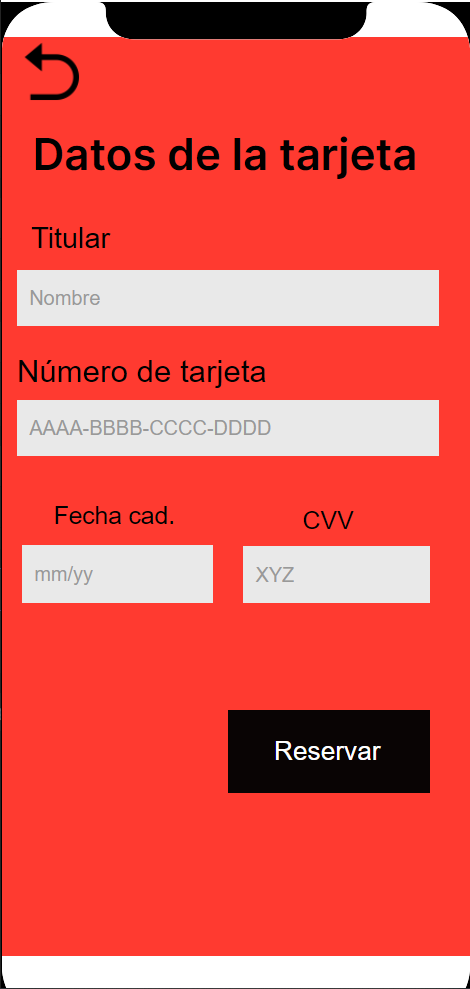 Datos de la tarjeta
Titular
Nombre
Número de tarjeta
AAAA-BBBB-CCCC-DDDD
Fecha cad.
CVV
mm/yy
XYZ
Reservar